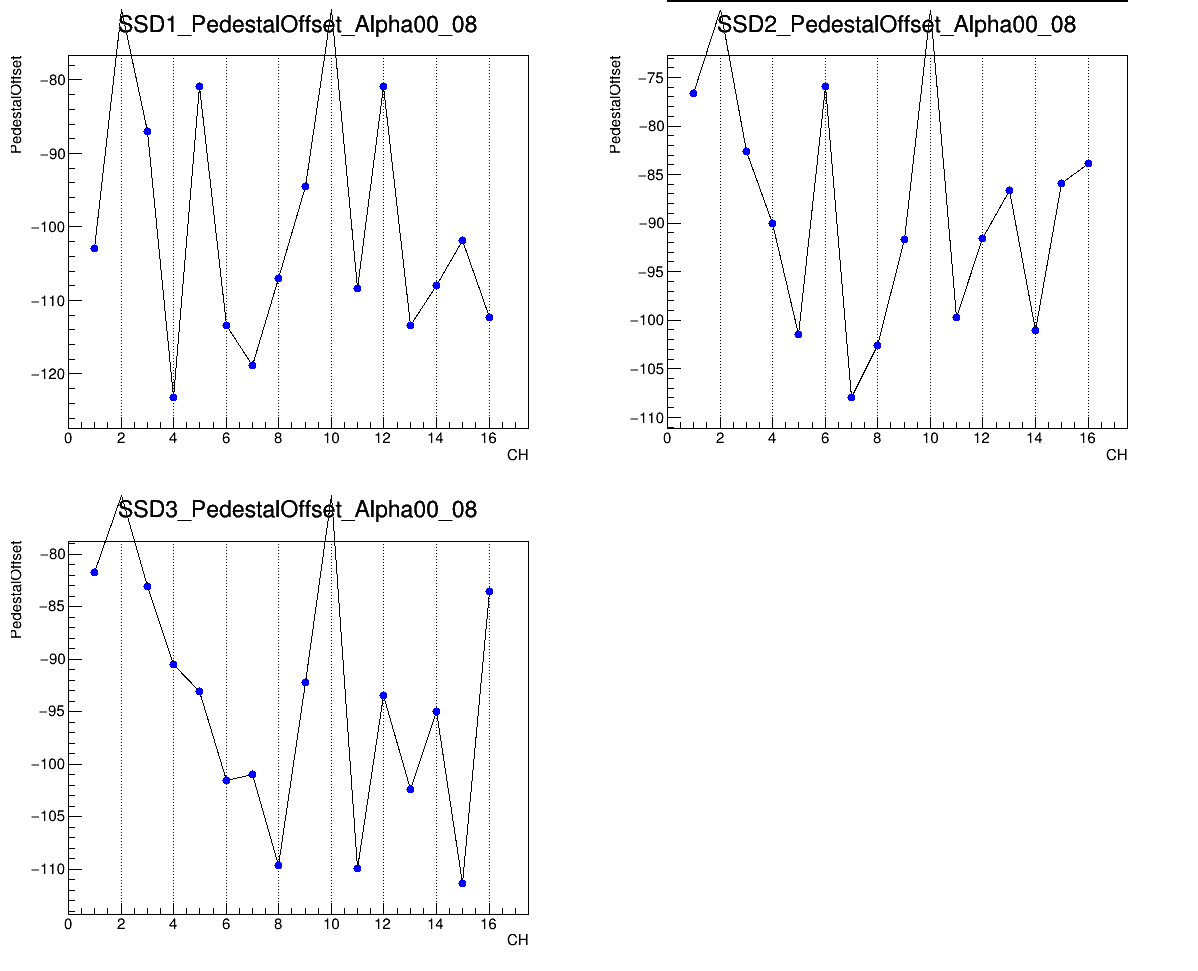 SSD1_PedestalOffset_Alpha00_08
PedestalOffset
−80
−90
−100
−110
−120
0 2 4 6 8 10 12 14 16
CH
SSD2_PedestalOffset_Alpha00_08
PedestalOffset
−75
−80
−85
−90
−95
−100
−105
−110
0 2 4 6 8 10 12 14 16
CH
SSD3_PedestalOffset_Alpha00_08
PedestalOffset
−80
−85
−90
−95
−100
−105
−110
0 2 4 6 8 10 12 14 16
CH